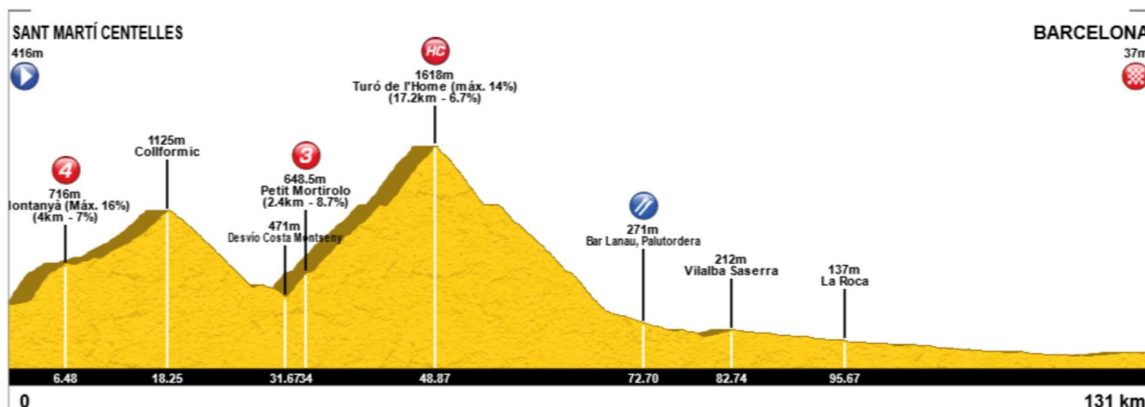 SANT MARTÍ CENTELLES
416m
BARCELONA
37m
HC
1618m
Turó de l'Home (máx. 14%)
(17.2km - 6.7%)
1125m
Collformic
4
716m
lontanyà (Máx. 16%)
(4km - 7%)
3
648.5m
Petit Mortirolo
(2.4km - 8.7%)
471m
Desvío Costa Montseny
271m
Bar Lanau, Palutordera
212m
Vilalba Saserra
137m
La Roca
6.48 18.25 31.6734 48.87 72.70 82.74 95.67
0 131 km